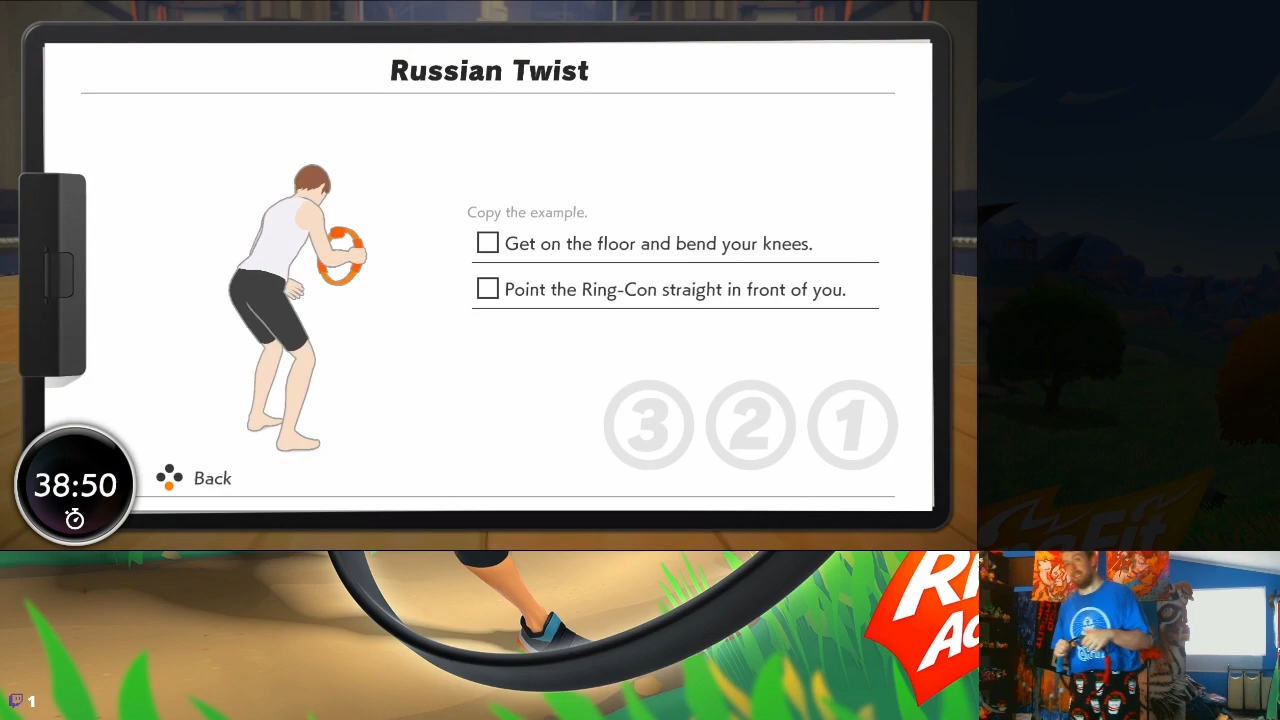 Russian Twist
Copy the example.
Get on the floor and bend your knees.
Point the Ring-Con straight in front of you.
3 2 1
Back
38:50
1